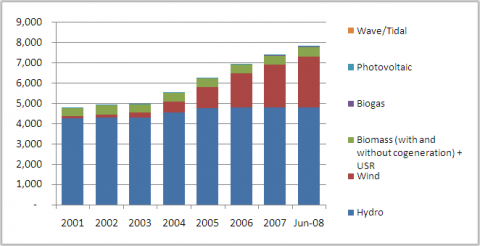 9,000
8,000
7,000
6,000
5,000
4,000
3,000
2,000
1,000
-
2001 2002 2003 2004 2005 2006 2007 Jun-08
Wave/Tidal
Photovoltaic
Biogas
Biomass (with and
without cogeneration) +
USR
Wind
Hydro